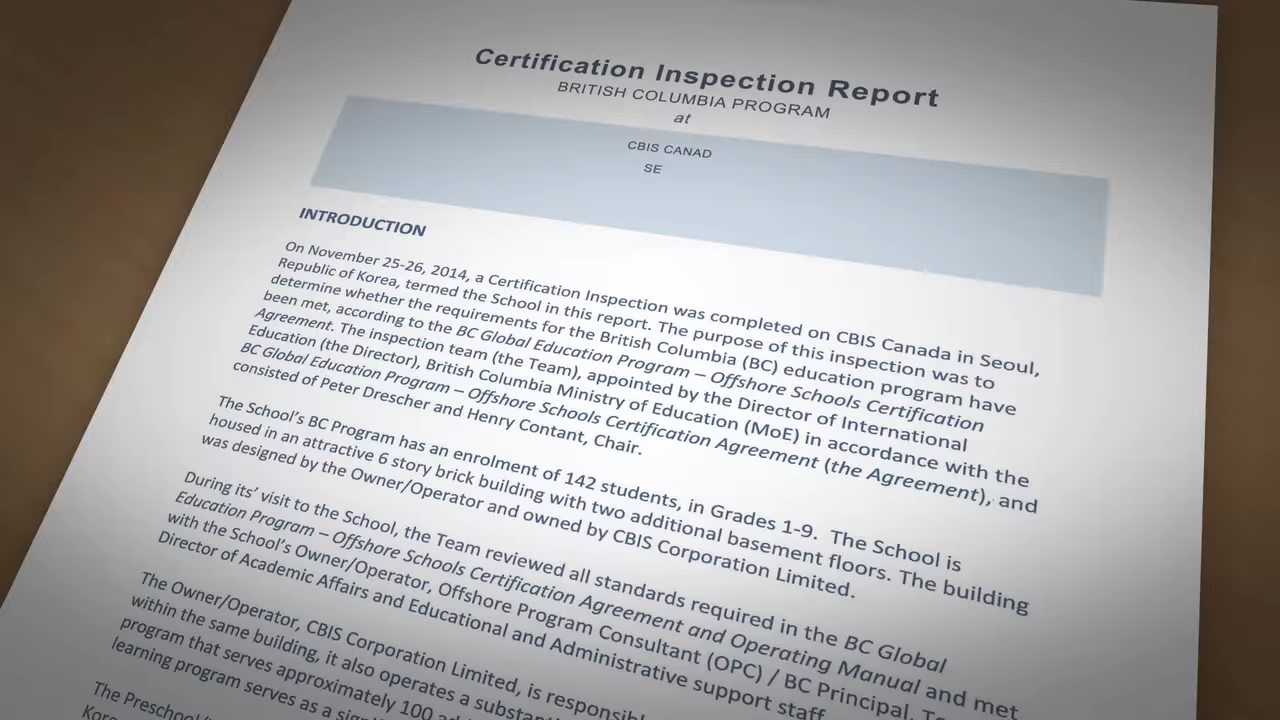 Certification Inspection Report
BRITISH COLUMBIA PROGRAM
at
CBIS CANAD
SE
INTRODUCTION
On November 25-26, 2014, a Certification Inspection was completed on CBIS Canada in Seoul,
Republic of Korea, termed the School in this report. The purpose of this inspection was to
determine whether the requirements for the British Columbia (BC) education program have
been met, according to the BC Global Education Program – Offshore Schools Certification
Agreement. The inspection team (the Team), appointed by the Director of International
Education (the Director), British Columbia Ministry of Education (MoE) in accordance with the
BC Global Education Program – Offshore Schools Certification Agreement (the Agreement), and
consisted of Peter Drescher and Henry Contant, Chair.
The School's BC Program has an enrolment of 142 students, in Grades 1-9. The School is
housed in an attractive 6 story brick building with two additional basement floors. The building
was designed by the Owner/Operator and owned by CBIS Corporation Limited.
During its' visit to the School, the Team reviewed all standards required in the BC Global
Education Program – Offshore Schools Certification Agreement and Operating Manual and met
with the School's Owner/Operator, Offshore Program Consultant (OPC) / BC Principal,
Director of Academic Affairs and Educational and Administrative support staff.
The Owner/Operator, CBIS Corporation Limited, is
within the same building, it also operates a
program that serves approximately 100
learning program serves as a
The